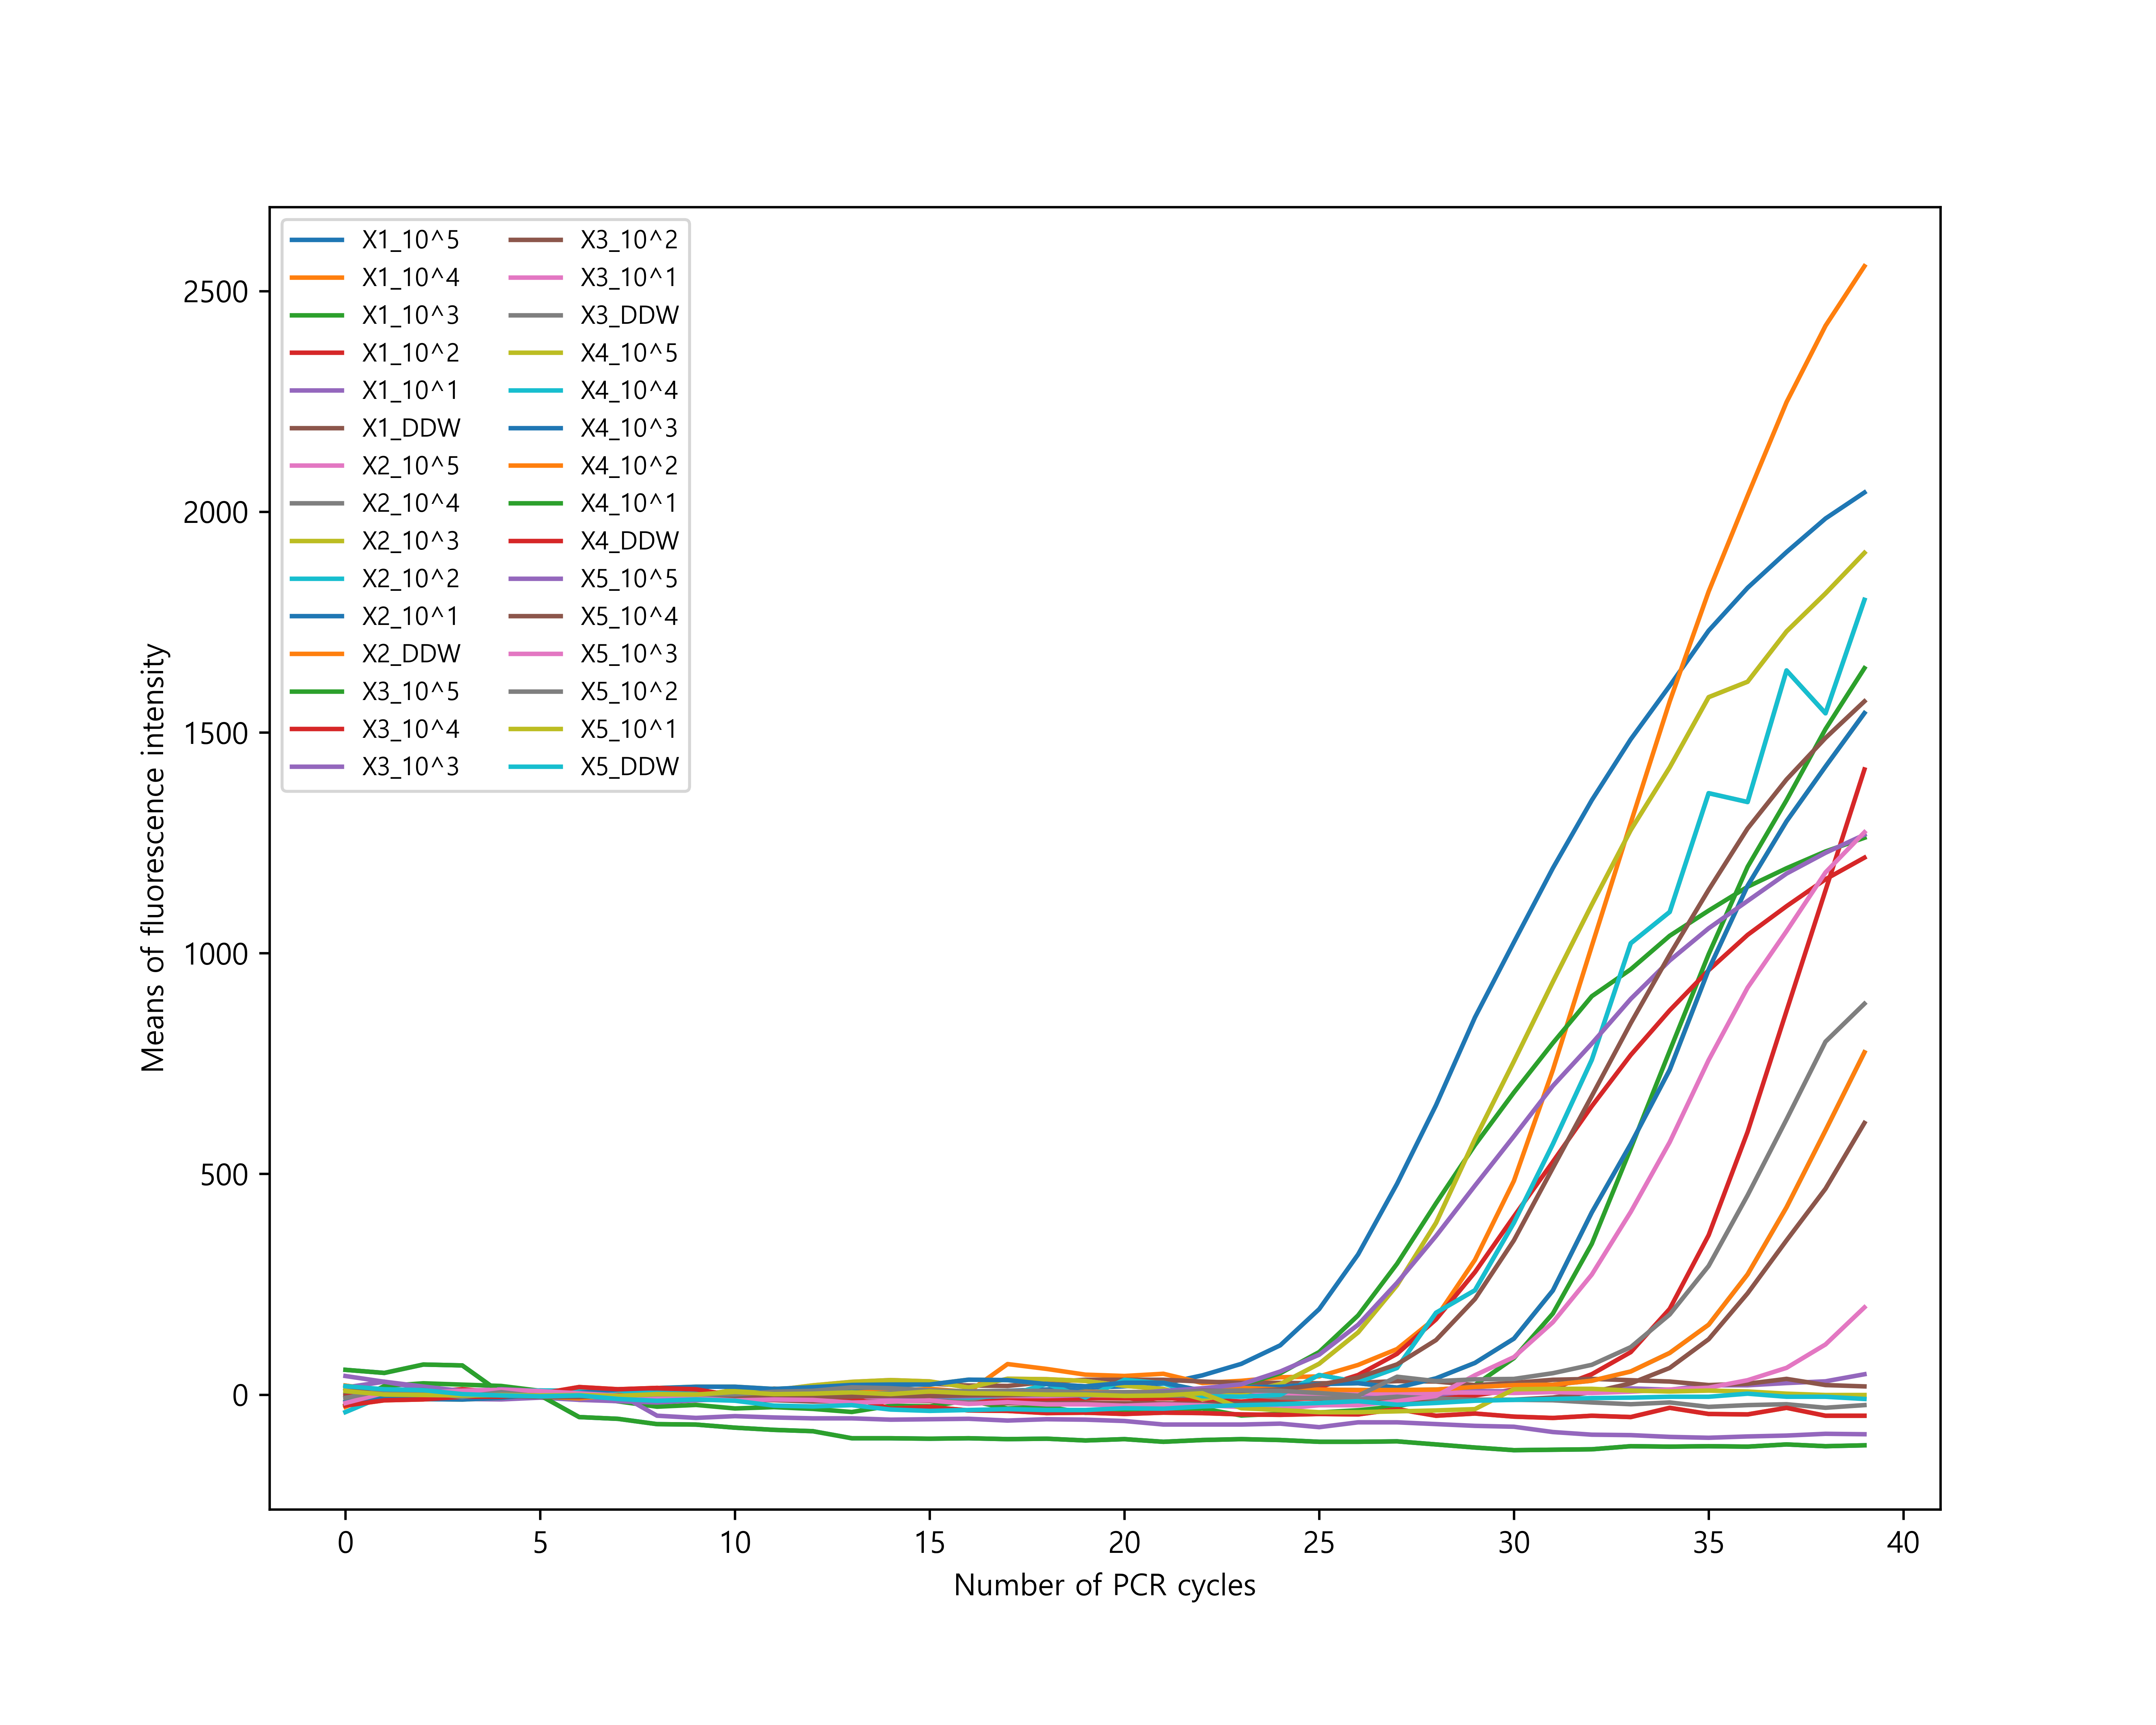 X1_10^5
X1_10^4
X1_10^3
X1_10^2
X1_10^1
X1_DDW
X2_10^5
X2_10^4
X2_10^3
X2_10^2
X2_10^1
X2_DDW
X3_10^5
X3_10^4
X3_10^3
X3_10^2
X3_10^1
X3_DDW
X4_10^5
X4_10^4
X4_10^3
X4_10^2
X4_10^1
X4_DDW
X5_10^5
X5_10^4
X5_10^3
X5_10^2
X5_10^1
X5_DDW
2500
2000
1500
1000
500
0
Means of fluorescence intensity
0 5 10 15 20 25 30 35 40
Number of PCR cycles